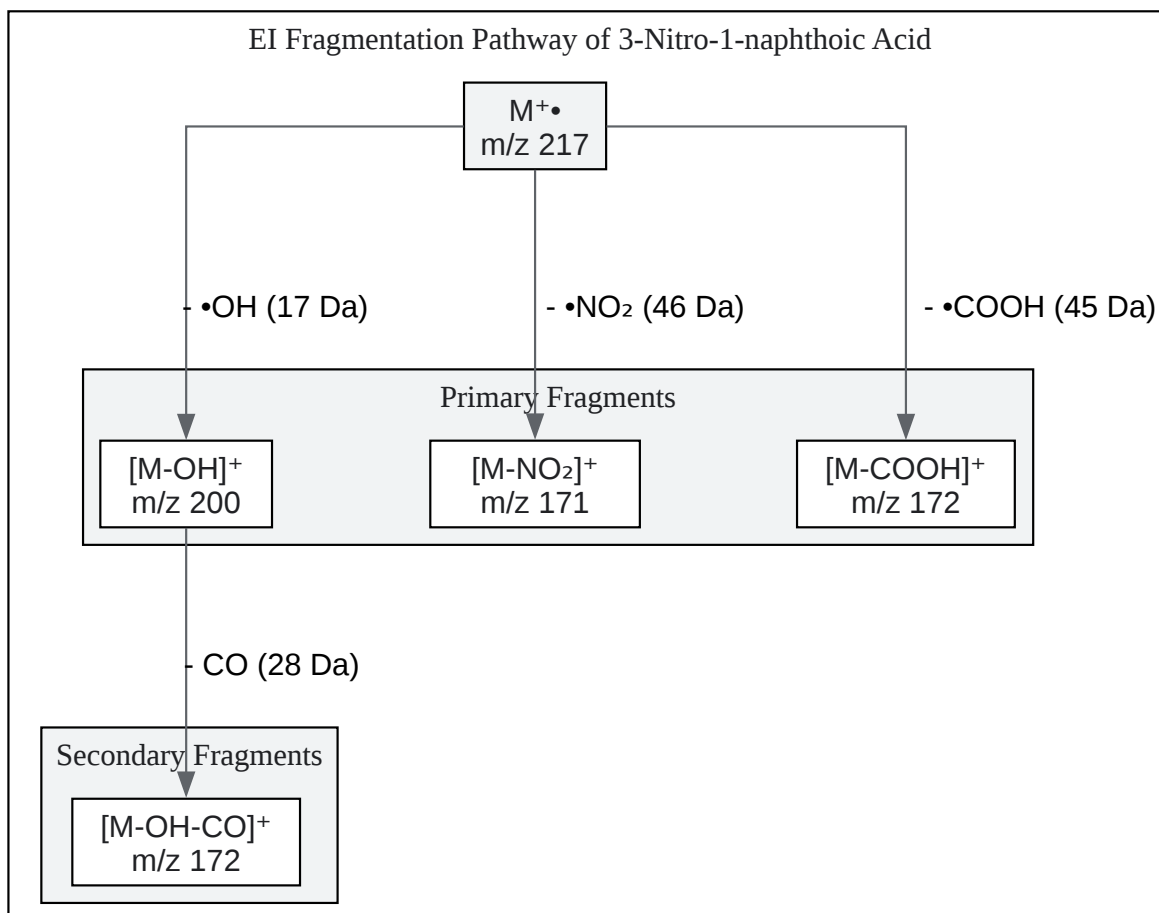 EI Fragmentation Pathway of 3-Nitro-1-naphthoic Acid
M⁺•
m/z 217
- •OH (17 Da)
- •NO₂ (46 Da)
- •COOH (45 Da)
Primary Fragments
[M-OH]⁺
m/z 200
[M-NO₂]⁺
m/z 171
[M-COOH]⁺
m/z 172
- CO (28 Da)
Secondary Fragments
[M-OH-CO]⁺
m/z 172